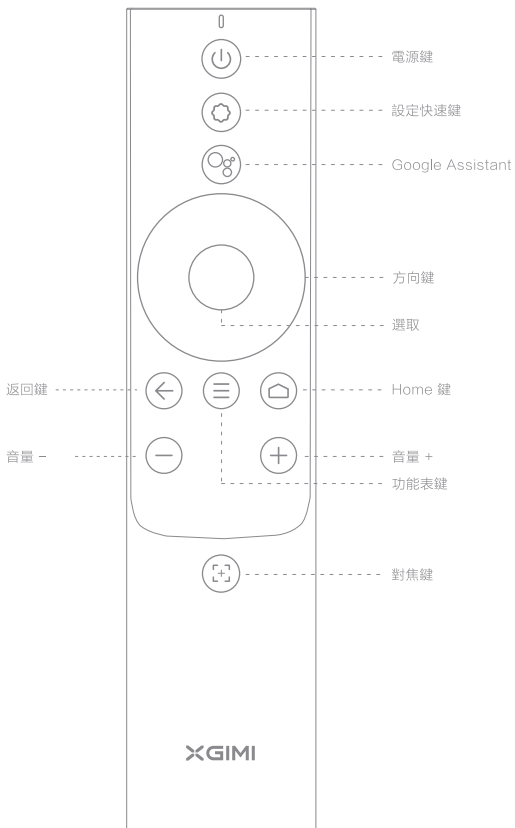 電源鍵
設定快速鍵
Google Assistant
方向鍵
選取
返回鍵
Home 鍵
音量 –
音量 +
功能表鍵
對焦鍵
XGIMI